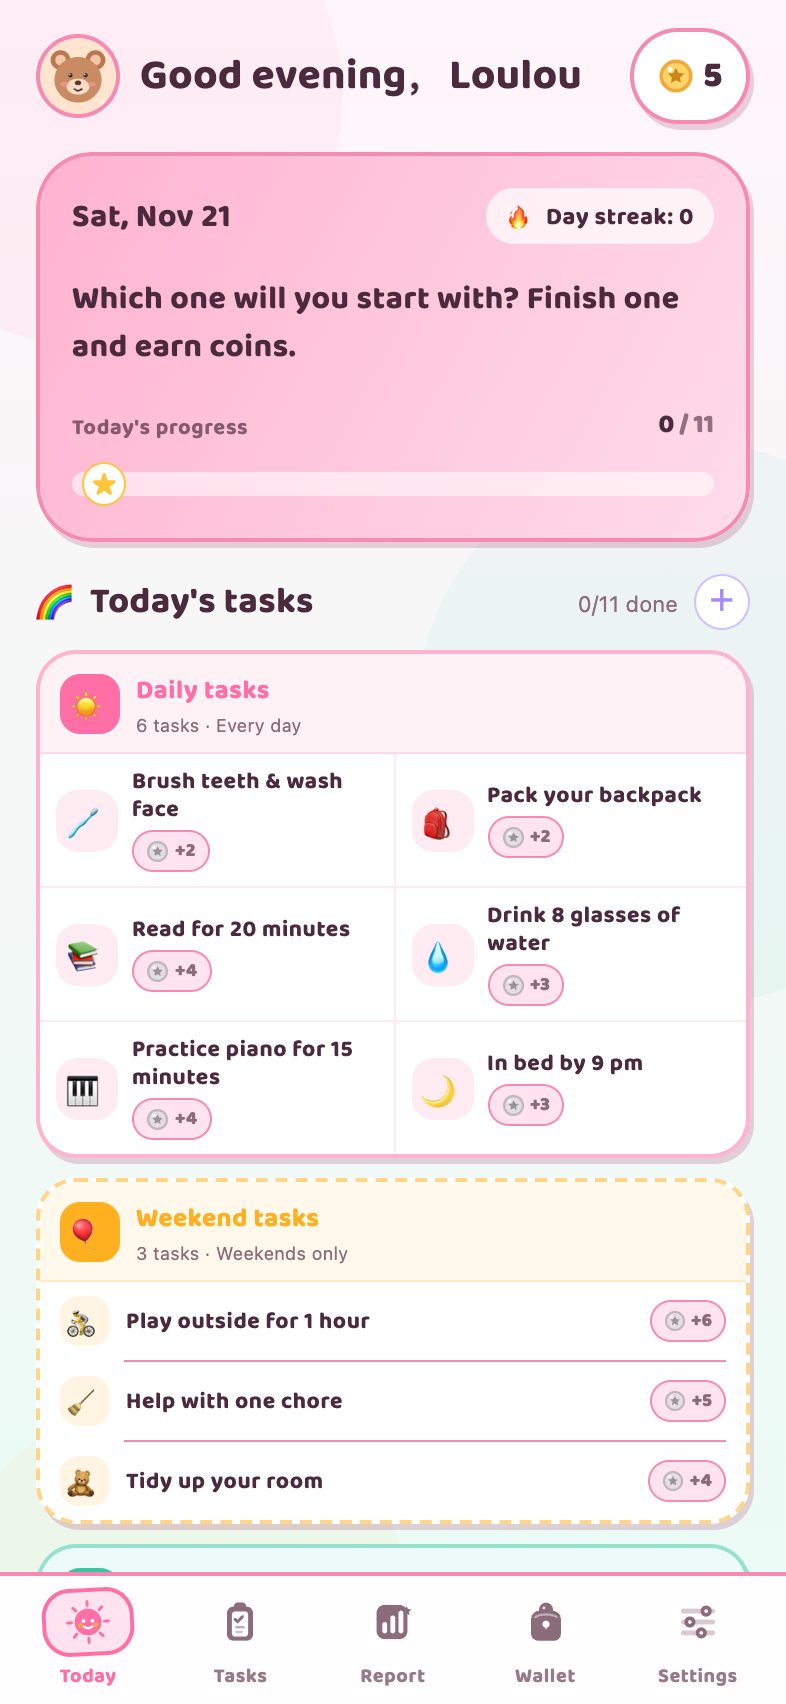 Good evening， Loulou
5
Sat, Nov 21
Day streak: 0
Which one will you start with? Finish one
and earn coins.
Today's progress
0 / 11
Today's tasks
0/11 done
Daily tasks
6 tasks · Every day
Brush teeth & wash
face
+2
Pack your backpack
+2
Read for 20 minutes
+4
Drink 8 glasses of
water
+3
Practice piano for 15
minutes
+4
In bed by 9 pm
+3
Weekend tasks
3 tasks · Weekends only
Play outside for 1 hour
+6
Help with one chore
+5
Tidy up your room
+4
Today
Tasks
Report
Wallet
Settings